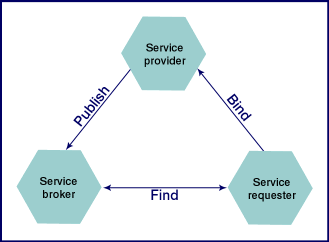 Service
provider
Publish
Bind
Service
broker
Find
Service
requester